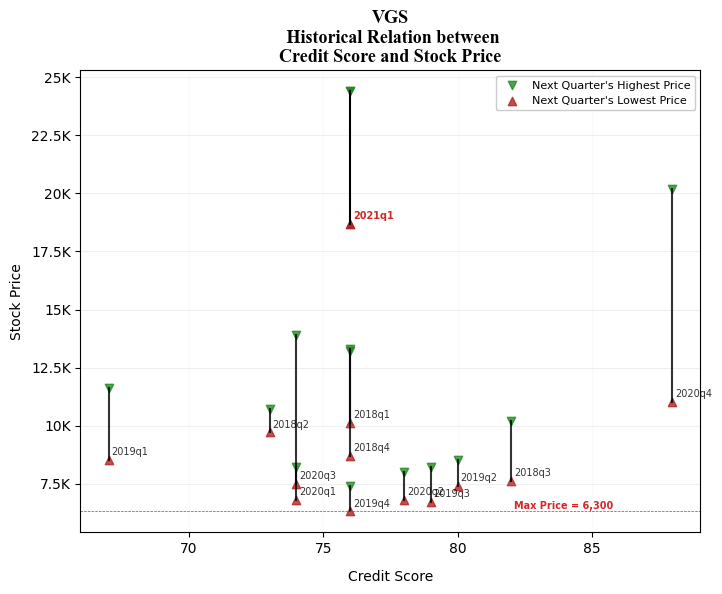 VGS
Historical Relation between
Credit Score and Stock Price
Next Quarter's Highest Price
Next Quarter's Lowest Price
25K
22.5K
20K
17.5K
15K
12.5K
10K
7.5K
Stock Price
2021q1
2020q4
2018q1
2018q2
2018q4
2019q1
2018q3
2020q3
2019q2
2020q1
2020q2
2019q3
2019q4
Max Price = 6,300
70
75
80
85
Credit Score